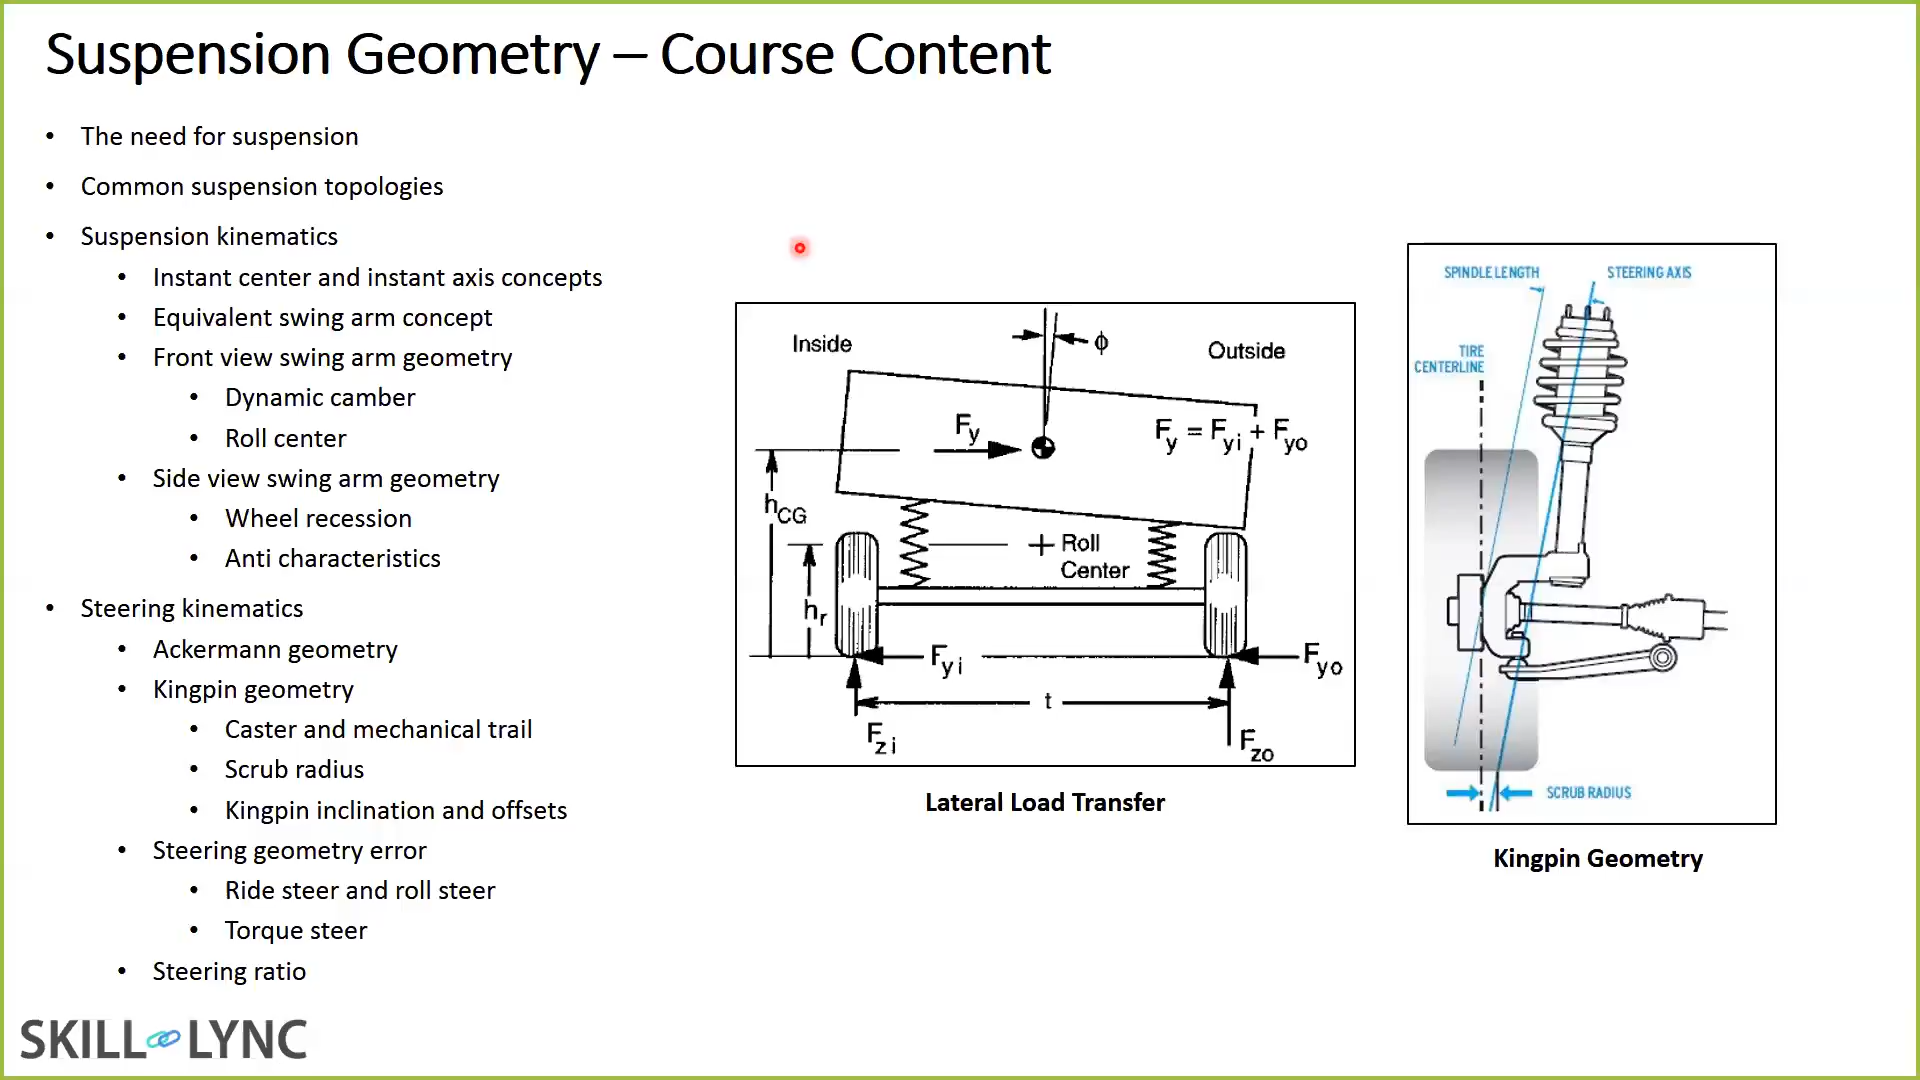 Suspension Geometry – Course Content
• The need for suspension
• Common suspension topologies
• Suspension kinematics
• Instant center and instant axis concepts
• Equivalent swing arm concept
• Front view swing arm geometry
• Dynamic camber
• Roll center
• Side view swing arm geometry
• Wheel recession
• Anti characteristics
• Steering kinematics
• Ackermann geometry
• Kingpin geometry
• Caster and mechanical trail
• Scrub radius
• Kingpin inclination and offsets
• Steering geometry error
• Ride steer and roll steer
• Torque steer
• Steering ratio
Inside
ϕ
Outside
Fy
Fy = Fyi + Fyo
hCG
Roll
Center
hr
Fyi
Fyo
t
Fzi
Fzo
Lateral Load Transfer
SPINDLE LENGTH
STEERING AXIS
TIRE
CENTERLINE
SCRUB RADIUS
Kingpin Geometry
SKILL LYNC